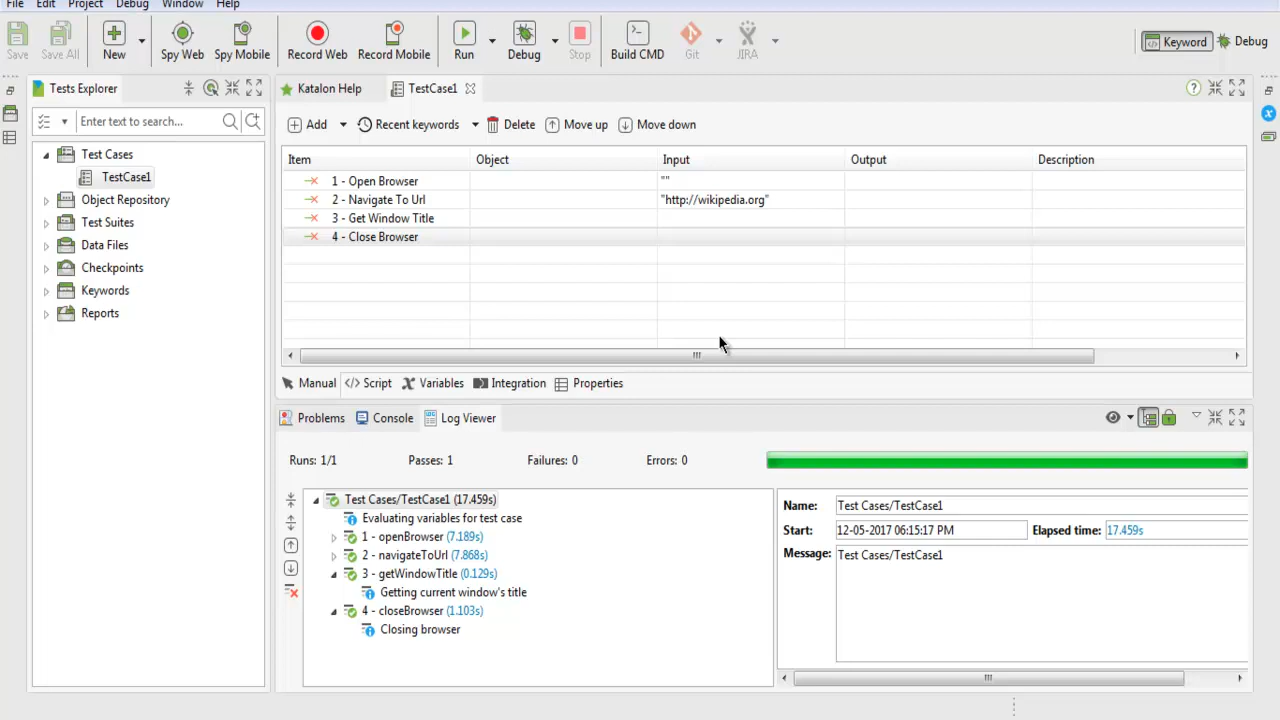 File Edit Project Debug Window Help
Save Save All New Spy Web Spy Mobile Record Web Record Mobile Run Debug Stop Build CMD Git JIRA Keyword Debug
Tests Explorer
Enter text to search...
Test Cases
TestCase1
Object Repository
Test Suites
Data Files
Checkpoints
Keywords
Reports
Katalon Help TestCase1
Add Recent keywords Delete Move up Move down
Item Object Input Output Description
1 - Open Browser ""
2 - Navigate To Url "http://wikipedia.org"
3 - Get Window Title
4 - Close Browser
Manual </> Script Variables Integration Properties
Problems Console Log Viewer
Runs: 1/1 Passes: 1 Failures: 0 Errors: 0
Test Cases/TestCase1 (17.459s)
Evaluating variables for test case
1 - openBrowser (7.189s)
2 - navigateToUrl (7.868s)
3 - getWindowTitle (0.129s)
Getting current window's title
4 - closeBrowser (1.103s)
Closing browser
Name: Test Cases/TestCase1
Start: 12-05-2017 06:15:17 PM Elapsed time: 17.459s
Message: Test Cases/TestCase1